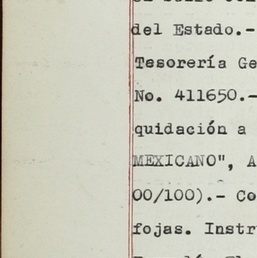 del Estado.-
Tesorería Ge
No. 411650.-
quidación a
MEXICANO", A
00/100).- Co
fojas. Instr